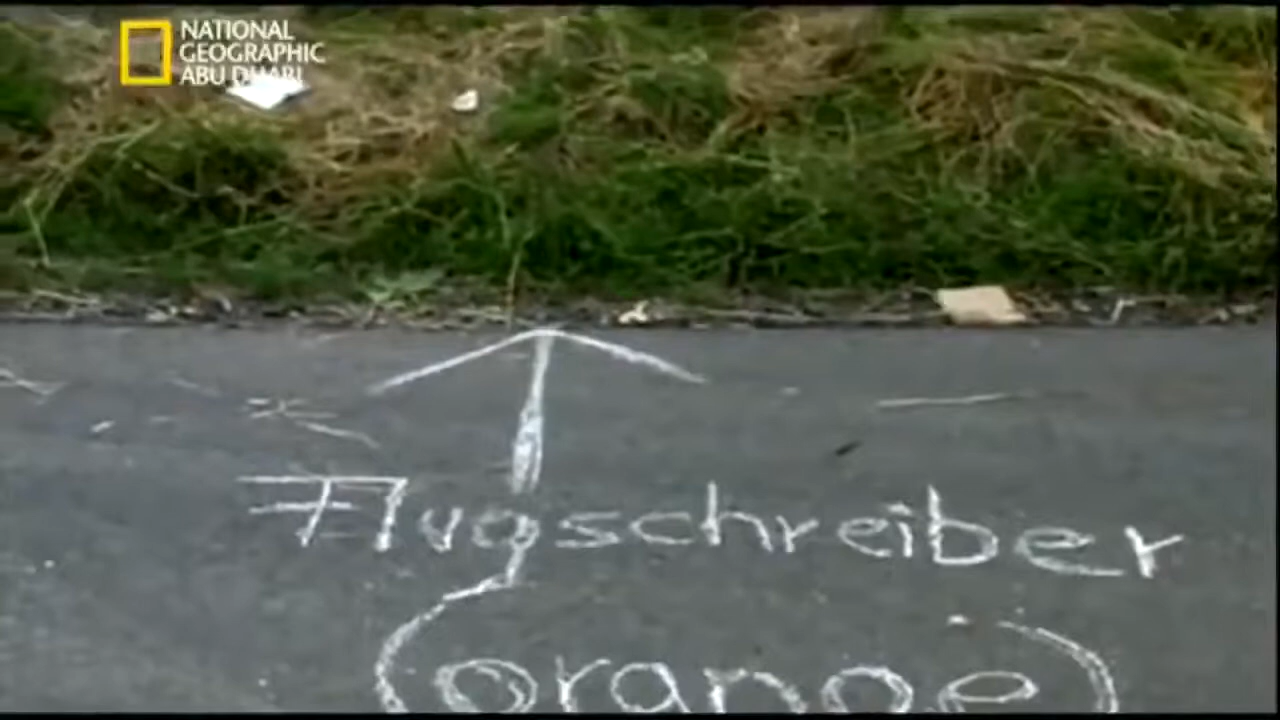 NATIONAL
GEOGRAPHIC
ABU DHABI
Flugschreiber
(orange)